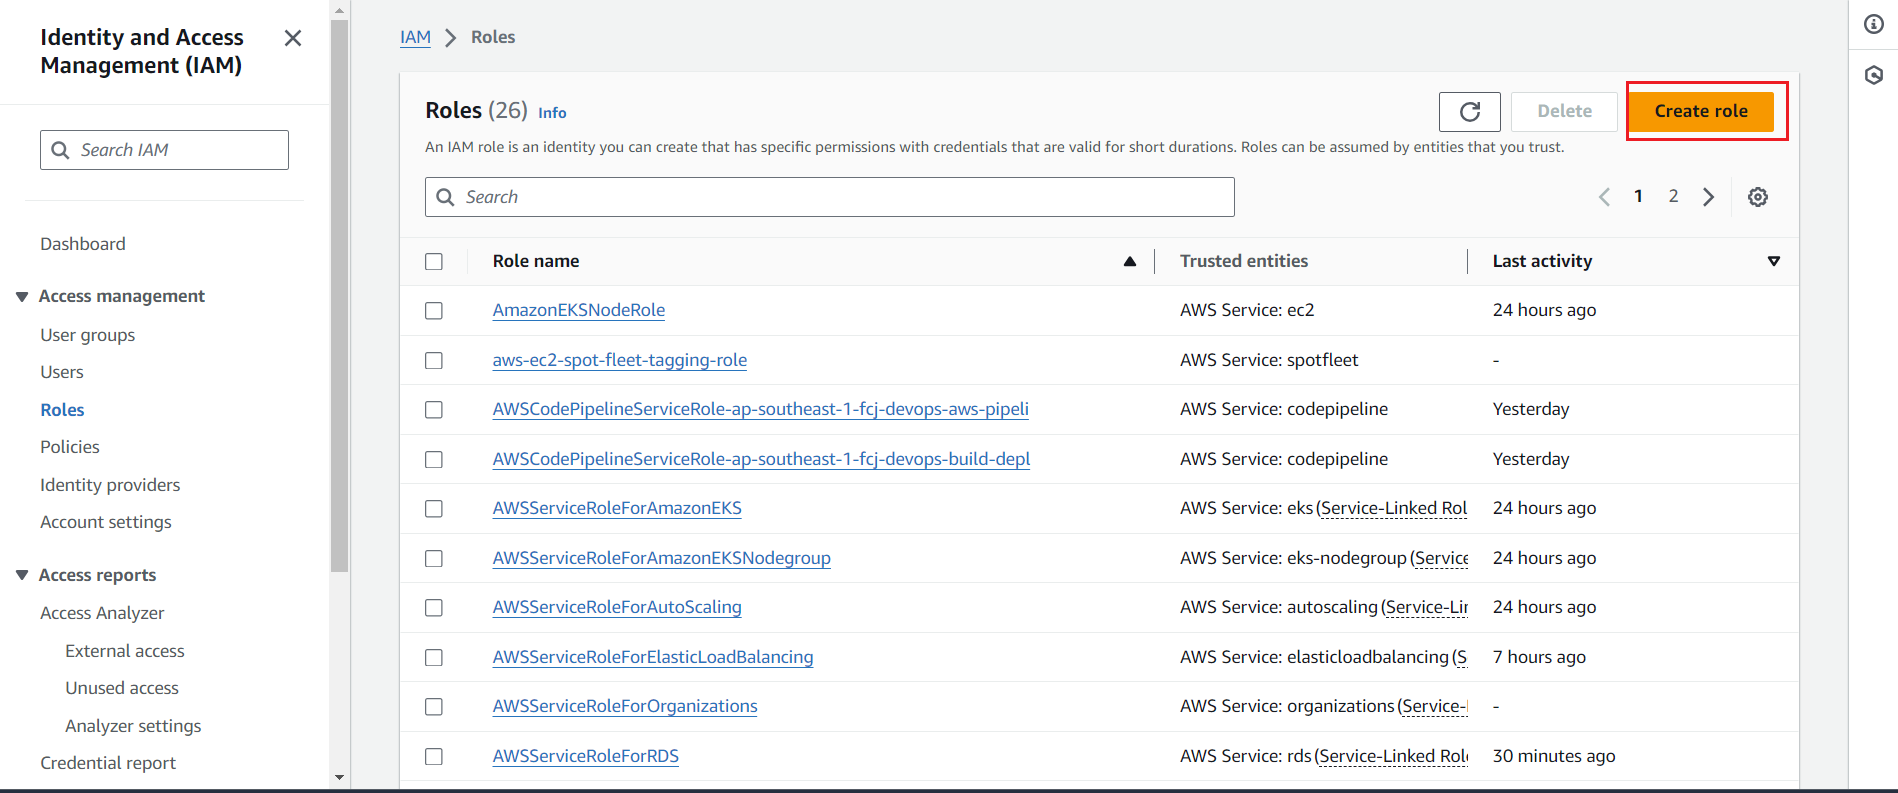 Identity and Access
Management (IAM)
Search IAM
Dashboard
Access management
User groups
Users
Roles
Policies
Identity providers
Account settings
Access reports
Access Analyzer
External access
Unused access
Analyzer settings
Credential report
IAM
Roles
Roles (26) Info
Delete
Create role
An IAM role is an identity you can create that has specific permissions with credentials that are valid for short durations. Roles can be assumed by entities that you trust.
Search
1 2
Role name Trusted entities Last activity
AmazonEKSNodeRole AWS Service: ec2 24 hours ago
aws-ec2-spot-fleet-tagging-role AWS Service: spotfleet -
AWSCodePipelineServiceRole-ap-southeast-1-fcj-devops-aws-pipeli AWS Service: codepipeline Yesterday
AWSCodePipelineServiceRole-ap-southeast-1-fcj-devops-build-depl AWS Service: codepipeline Yesterday
AWSServiceRoleForAmazonEKS AWS Service: eks (Service-Linked Rol 24 hours ago
AWSServiceRoleForAmazonEKSNodegroup AWS Service: eks-nodegroup (Service 24 hours ago
AWSServiceRoleForAutoScaling AWS Service: autoscaling (Service-Li 24 hours ago
AWSServiceRoleForElasticLoadBalancing AWS Service: elasticloadbalancing (S 7 hours ago
AWSServiceRoleForOrganizations AWS Service: organizations (Service- -
AWSServiceRoleForRDS AWS Service: rds (Service-Linked Role 30 minutes ago